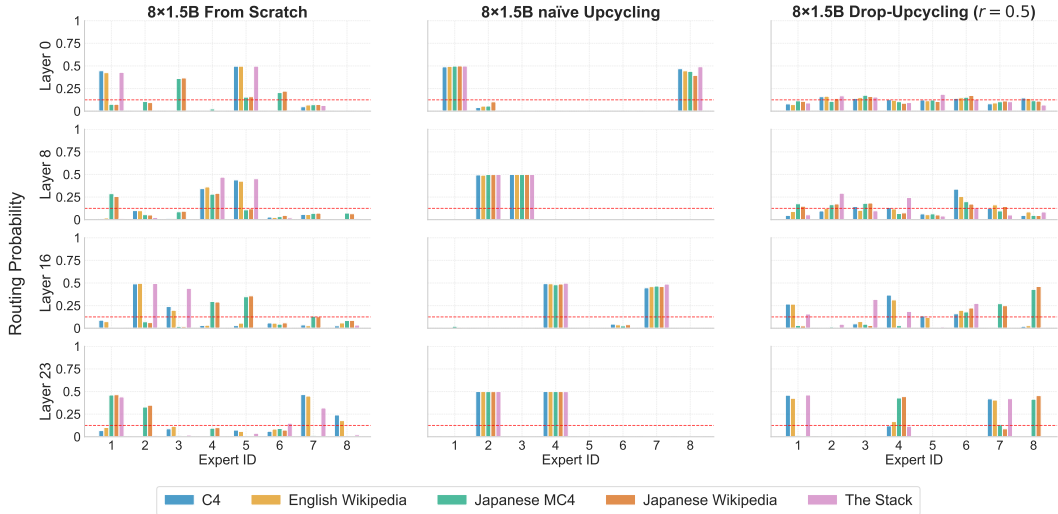 8×1.5B From Scratch
8×1.5B naïve Upcycling
8×1.5B Drop-Upcycling (r = 0.5)
Routing Probability
Layer 0
1
0.75
0.5
0.25
0
Layer 8
1
0.75
0.5
0.25
0
Layer 16
1
0.75
0.5
0.25
0
Layer 23
1
0.75
0.5
0.25
0
1 2 3 4 5 6 7 8
Expert ID
1 2 3 4 5 6 7 8
Expert ID
1 2 3 4 5 6 7 8
Expert ID
C4
English Wikipedia
Japanese MC4
Japanese Wikipedia
The Stack